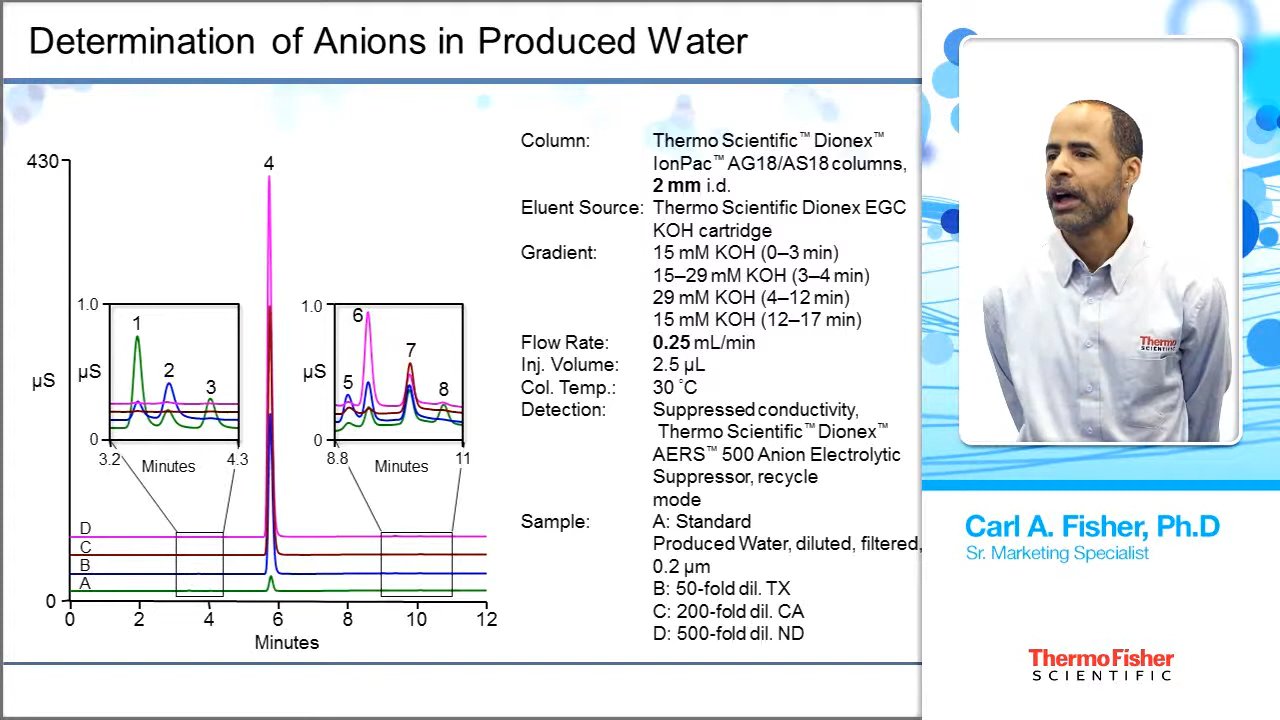 Determination of Anions in Produced Water
430
4
1.0
1
2
3
µS
0
3.2
Minutes
4.3
1.0
6
5
7
8
µS
0
8.8
Minutes
11
µS
D
C
B
A
0
0
2
4
6
8
10
12
Minutes
Column: Thermo Scientific™ Dionex™
IonPac™ AG18/AS18 columns,
2 mm i.d.
Eluent Source: Thermo Scientific Dionex EGC
KOH cartridge
Gradient: 15 mM KOH (0–3 min)
15–29 mM KOH (3–4 min)
29 mM KOH (4–12 min)
15 mM KOH (12–17 min)
Flow Rate: 0.25 mL/min
Inj. Volume: 2.5 µL
Col. Temp.: 30 °C
Detection: Suppressed conductivity,
Thermo Scientific™ Dionex™
AERS™ 500 Anion Electrolytic
Suppressor, recycle
mode
Sample: A: Standard
Produced Water, diluted, filtered,
0.2 µm
B: 50-fold dil. TX
C: 200-fold dil. CA
D: 500-fold dil. ND
Thermo
SCIENTIFIC
Carl A. Fisher, Ph.D
Sr. Marketing Specialist
ThermoFisher
SCIENTIFIC